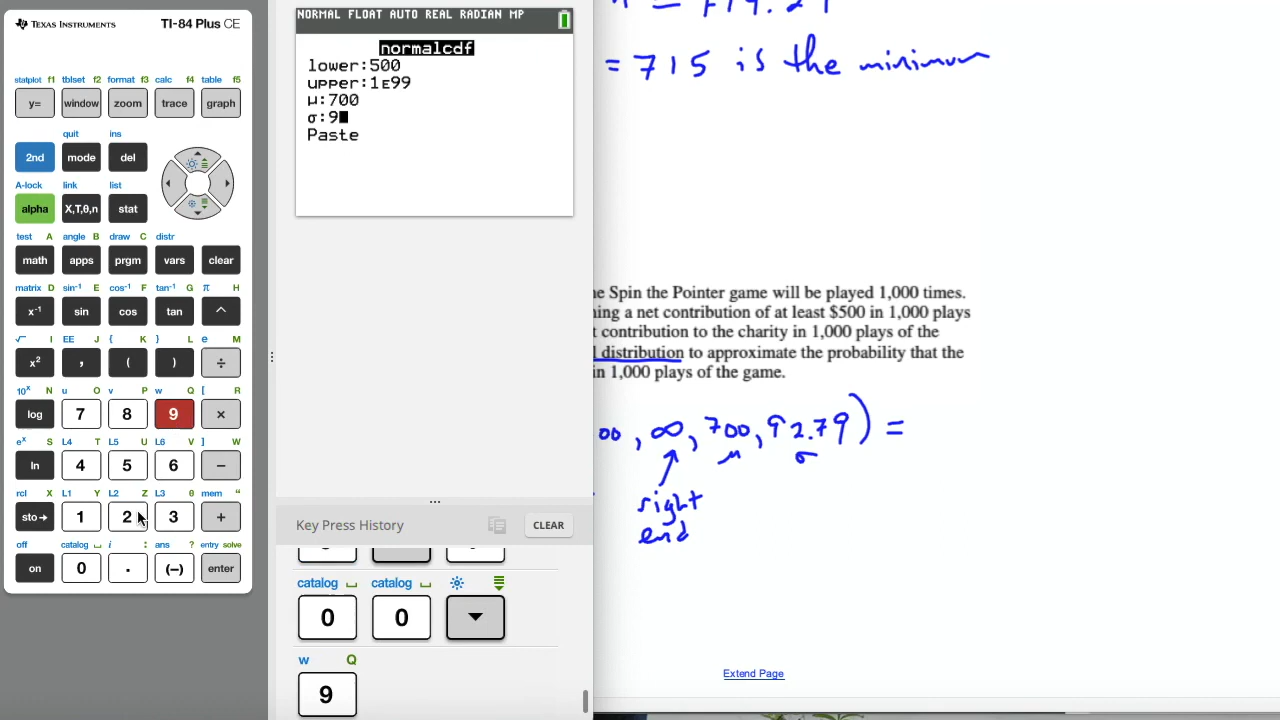 TEXAS INSTRUMENTS TI-84 Plus CE
statplot f1 tblset f2 format f3 calc f4 table f5
y= window zoom trace graph
quit ins
2nd mode del
A-lock link list
alpha X,T,θ,n stat
test A angle B draw C distr
math apps prgm vars clear
matrix D sin⁻¹ E cos⁻¹ F tan⁻¹ G π H
x⁻¹ sin cos tan ^
√ I EE J { K } L e M
x² , ( ) ÷
10ˣ N u O v P w Q [ R
log 7 8 9 ×
eˣ S L4 T L5 U L6 V ] W
ln 4 5 6 −
rcl X L1 Y L2 Z L3 θ mem "
sto→ 1 2 3 +
off catalog ⎵ i : ans ? entry solve
on 0 . (−) enter
NORMAL FLOAT AUTO REAL RADIAN MP
normalcdf
lower:500
upper:1E99
μ:700
σ:9
Paste
Key Press History CLEAR
catalog ⎵ catalog ⎵
0 0
w Q
9
= 715 is the minimum
he Spin the Pointer game will be played 1,000 times.
ning a net contribution of at least $500 in 1,000 plays
t contribution to the charity in 1,000 plays of the
l distribution to approximate the probability that the
in 1,000 plays of the game.
00 , ∞, 700, 92.79) =
μ σ
right
end
Extend Page